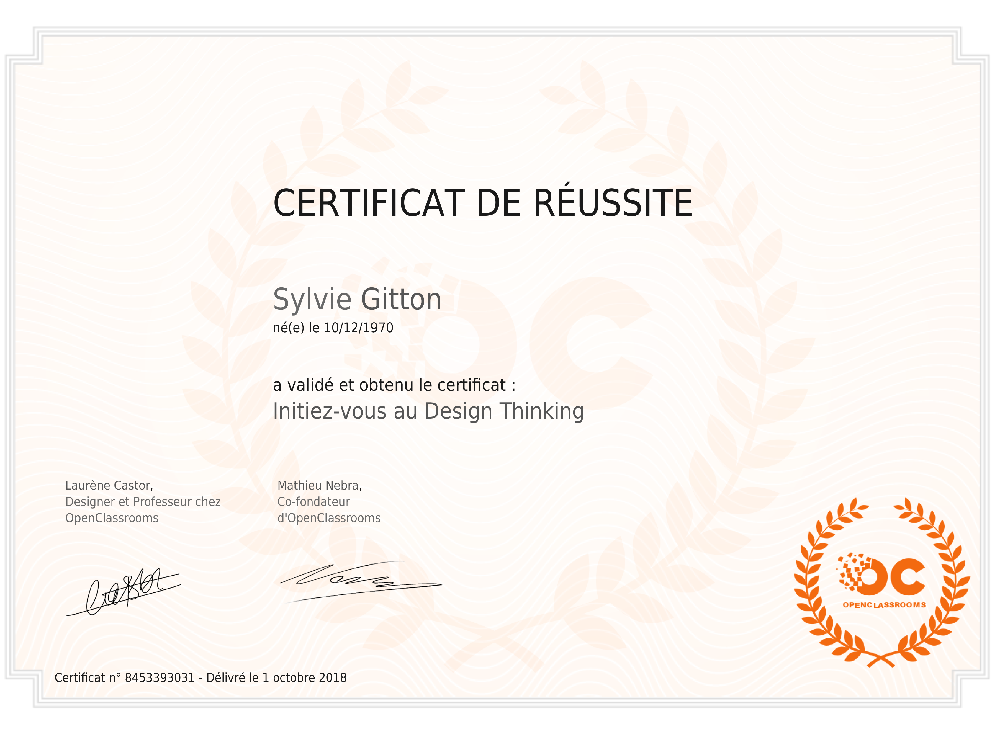 CERTIFICAT DE RÉUSSITE
Sylvie Gitton
né(e) le 10/12/1970
a validé et obtenu le certificat :
Initiez-vous au Design Thinking
Laurène Castor,
Designer et Professeur chez
OpenClassrooms
Mathieu Nebra,
Co-fondateur
d'OpenClassrooms
OC
OPENCLASSROOMS
Certificat n° 8453393031 - Délivré le 1 octobre 2018